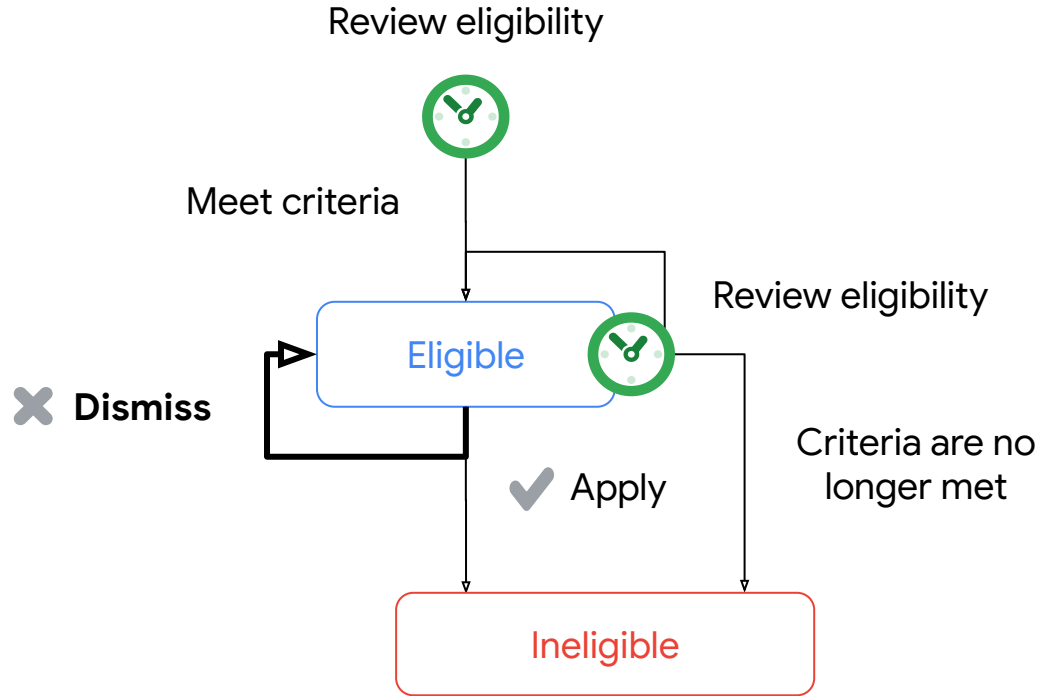 Review eligibility
Meet criteria
Review eligibility
Eligible
Dismiss
Criteria are no
longer met
Apply
Ineligible